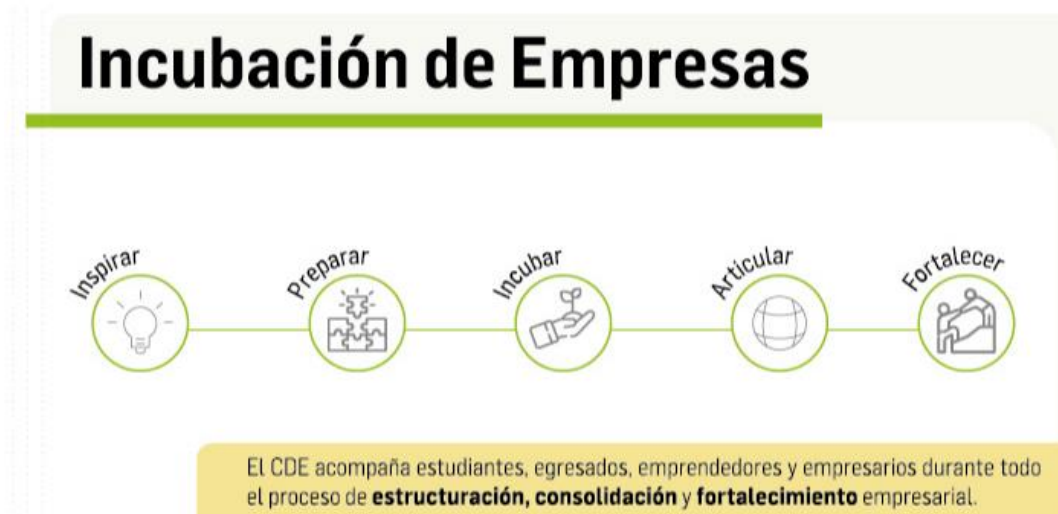 Incubación de Empresas
Inspirar
Preparar
Incubar
Articular
Fortalecer
El CDE acompaña estudiantes, egresados, emprendedores y empresarios durante todo
el proceso de estructuración, consolidación y fortalecimiento empresarial.